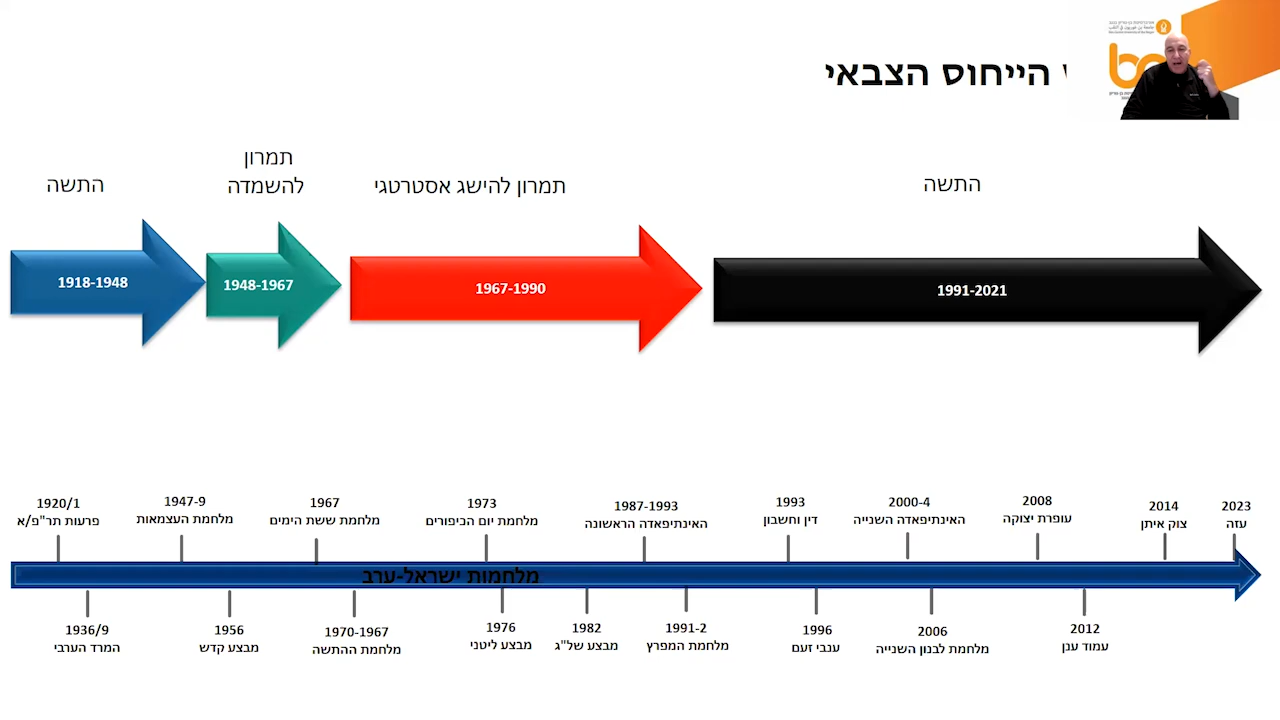 הייחוס הצבאי
התשה
תמרון
להשמדה
תמרון להישג אסטרטגי
התשה
1918-1948
1948-1967
1967-1990
1991-2021
1920/1
פרעות תר"פ/א
1947-9
מלחמת העצמאות
1967
מלחמת ששת הימים
1973
מלחמת יום הכיפורים
1987-1993
האינתיפאדה הראשונה
1993
דין וחשבון
2000-4
האינתיפאדה השנייה
2008
עופרת יצוקה
2014
צוק איתן
2023
עזה
מלחמות ישראל-ערב
1936/9
המרד הערבי
1956
מבצע קדש
1970-1967
מלחמת ההתשה
1976
מבצע ליטני
1982
מבצע של"ג
1991-2
מלחמת המפרץ
1996
ענבי זעם
2006
מלחמת לבנון השנייה
2012
עמוד ענן